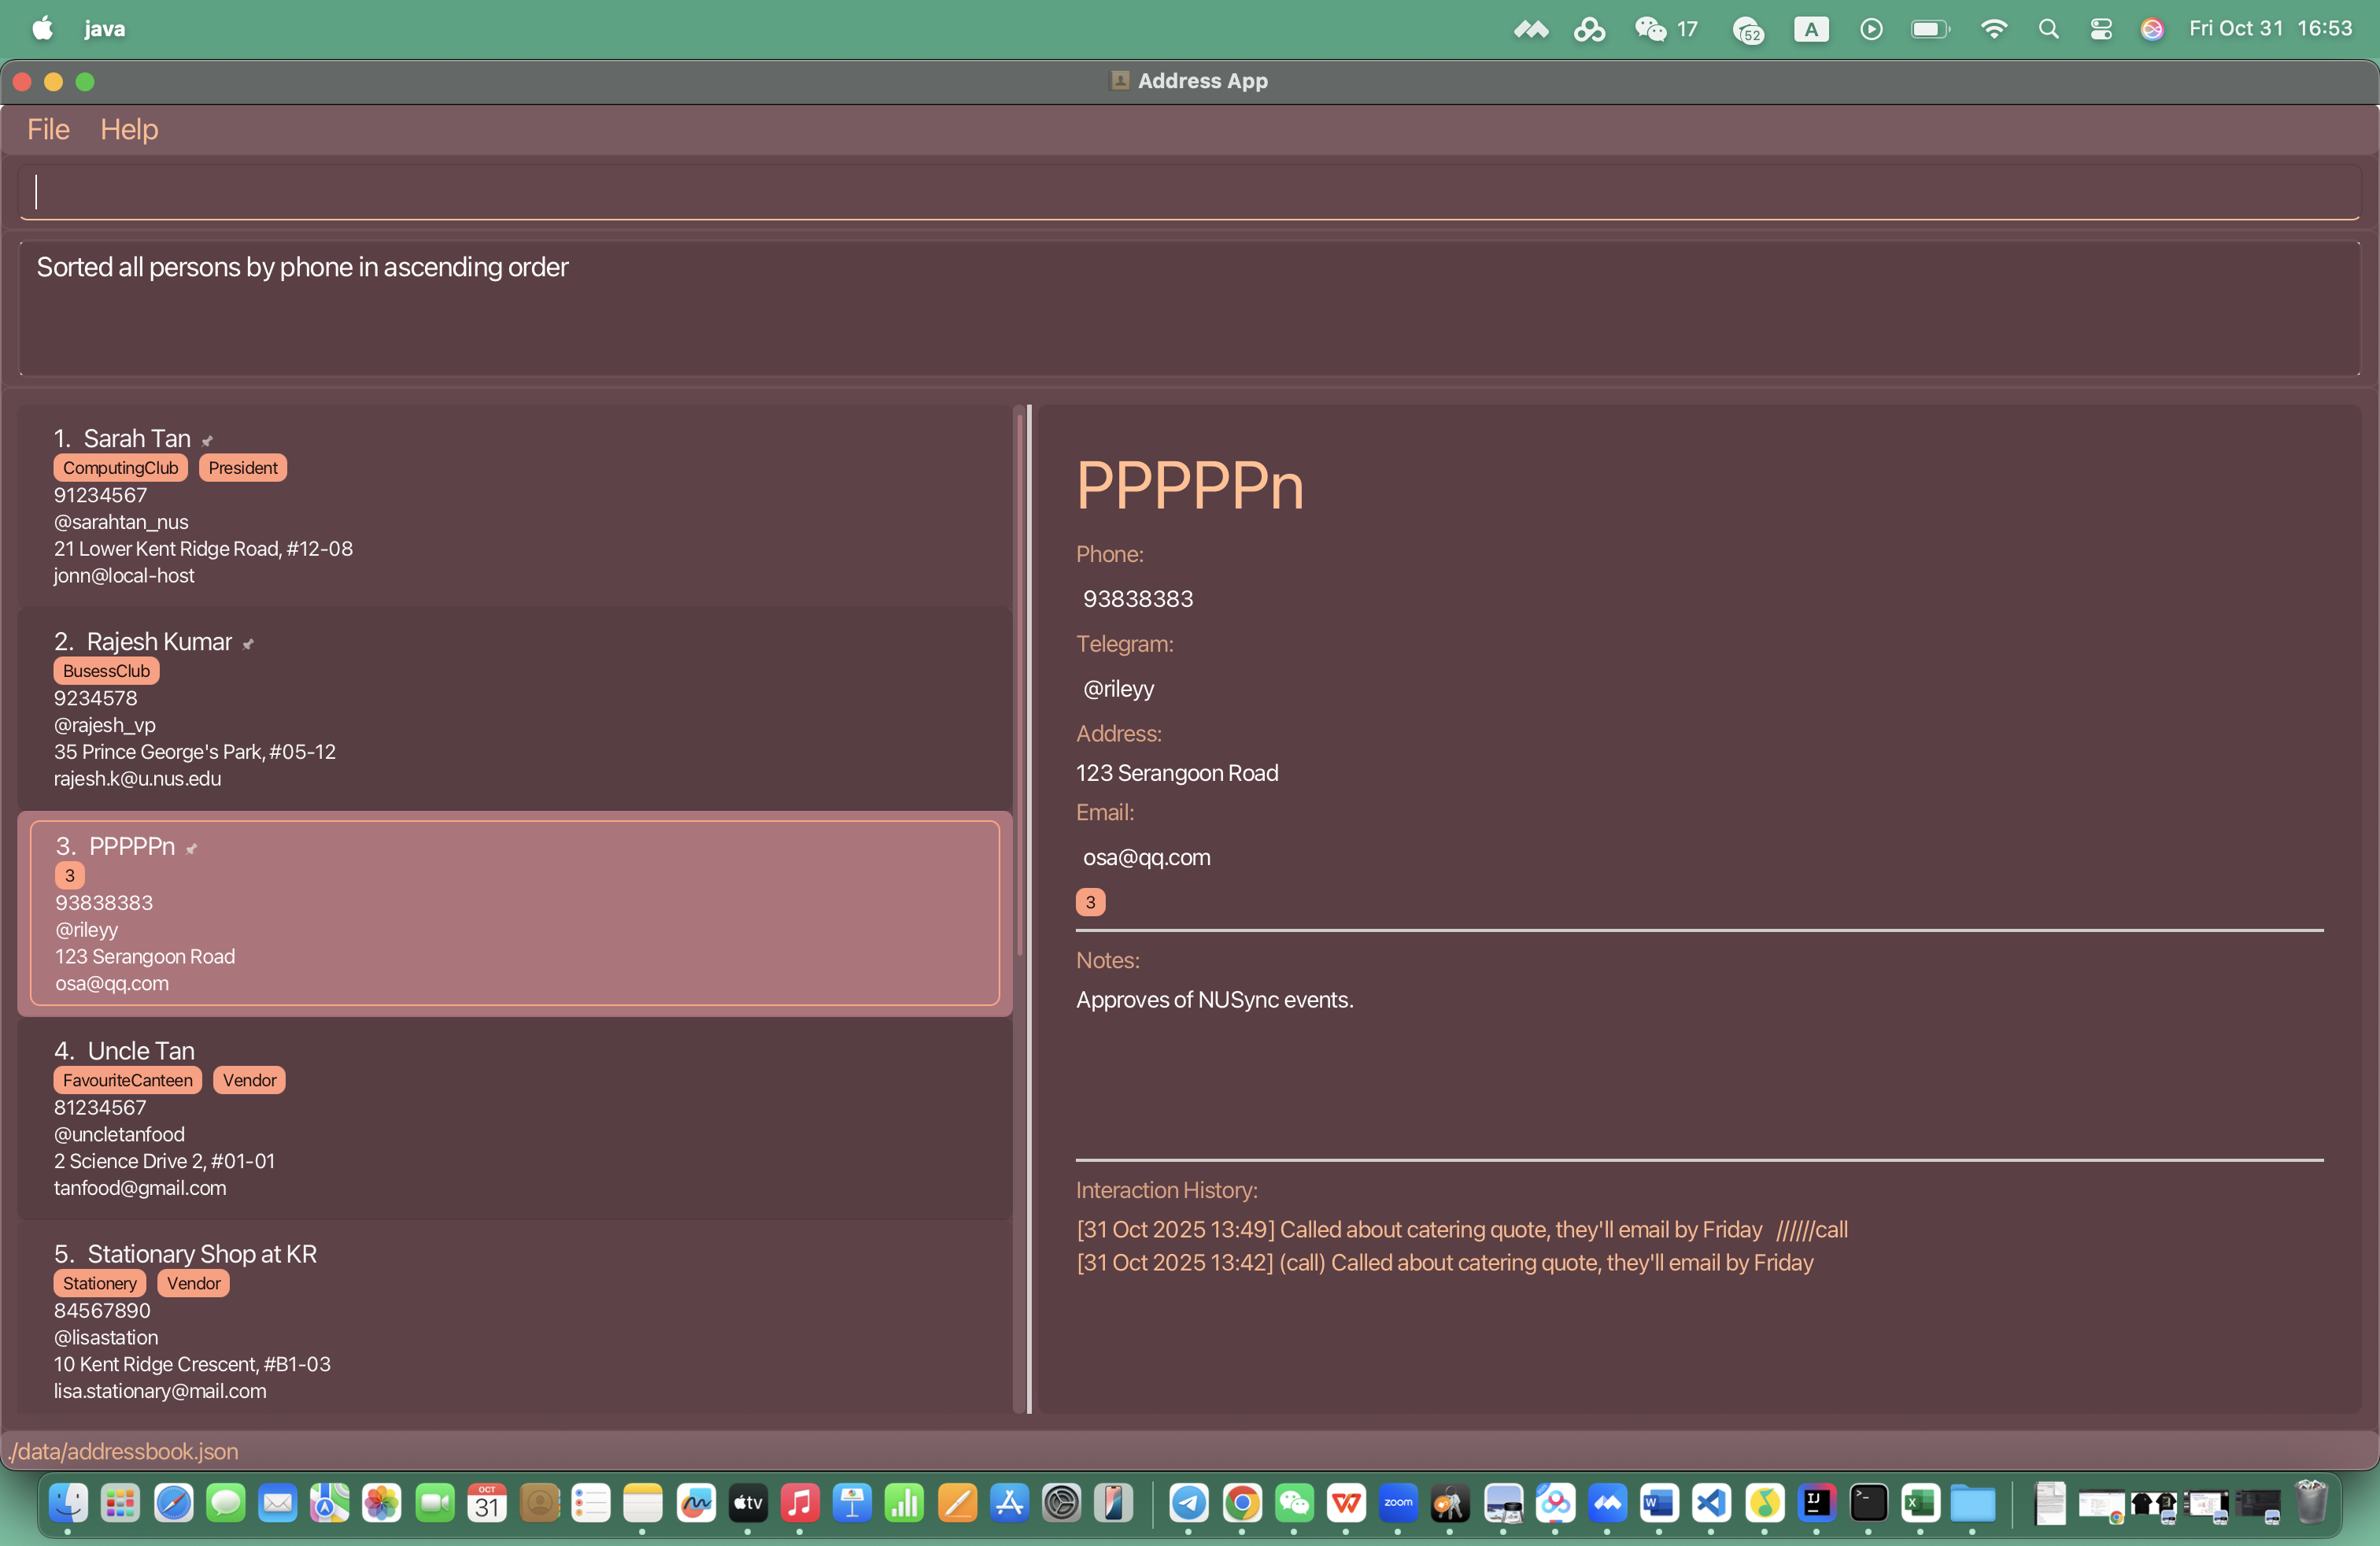 java
17
52
A
Fri Oct 31 16:53
Address App
File Help
Sorted all persons by phone in ascending order
1. Sarah Tan
ComputingClub President
91234567
@sarahtan_nus
21 Lower Kent Ridge Road, #12-08
jonn@local-host
2. Rajesh Kumar
BusessClub
9234578
@rajesh_vp
35 Prince George's Park, #05-12
rajesh.k@u.nus.edu
3. PPPPPn
3
93838383
@rileyy
123 Serangoon Road
osa@qq.com
4. Uncle Tan
FavouriteCanteen Vendor
81234567
@uncletanfood
2 Science Drive 2, #01-01
tanfood@gmail.com
5. Stationary Shop at KR
Stationery Vendor
84567890
@lisastation
10 Kent Ridge Crescent, #B1-03
lisa.stationary@mail.com
PPPPPn
Phone:
93838383
Telegram:
@rileyy
Address:
123 Serangoon Road
Email:
osa@qq.com
3
Notes:
Approves of NUSync events.
Interaction History:
[31 Oct 2025 13:49] Called about catering quote, they'll email by Friday //////call
[31 Oct 2025 13:42] (call) Called about catering quote, they'll email by Friday
./data/addressbook.json
OCT
31
tv
zoom
W
IJ
X